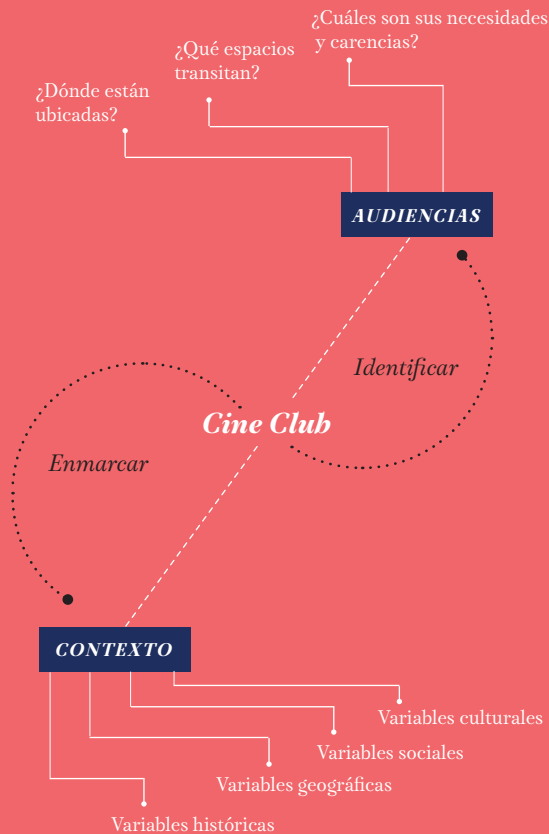 ¿Cuáles son sus necesidades
y carencias?
¿Qué espacios
transitan?
¿Dónde están
ubicadas?
AUDIENCIAS
Identificar
Cine Club
Enmarcar
CONTEXTO
Variables culturales
Variables sociales
Variables geográficas
Variables históricas